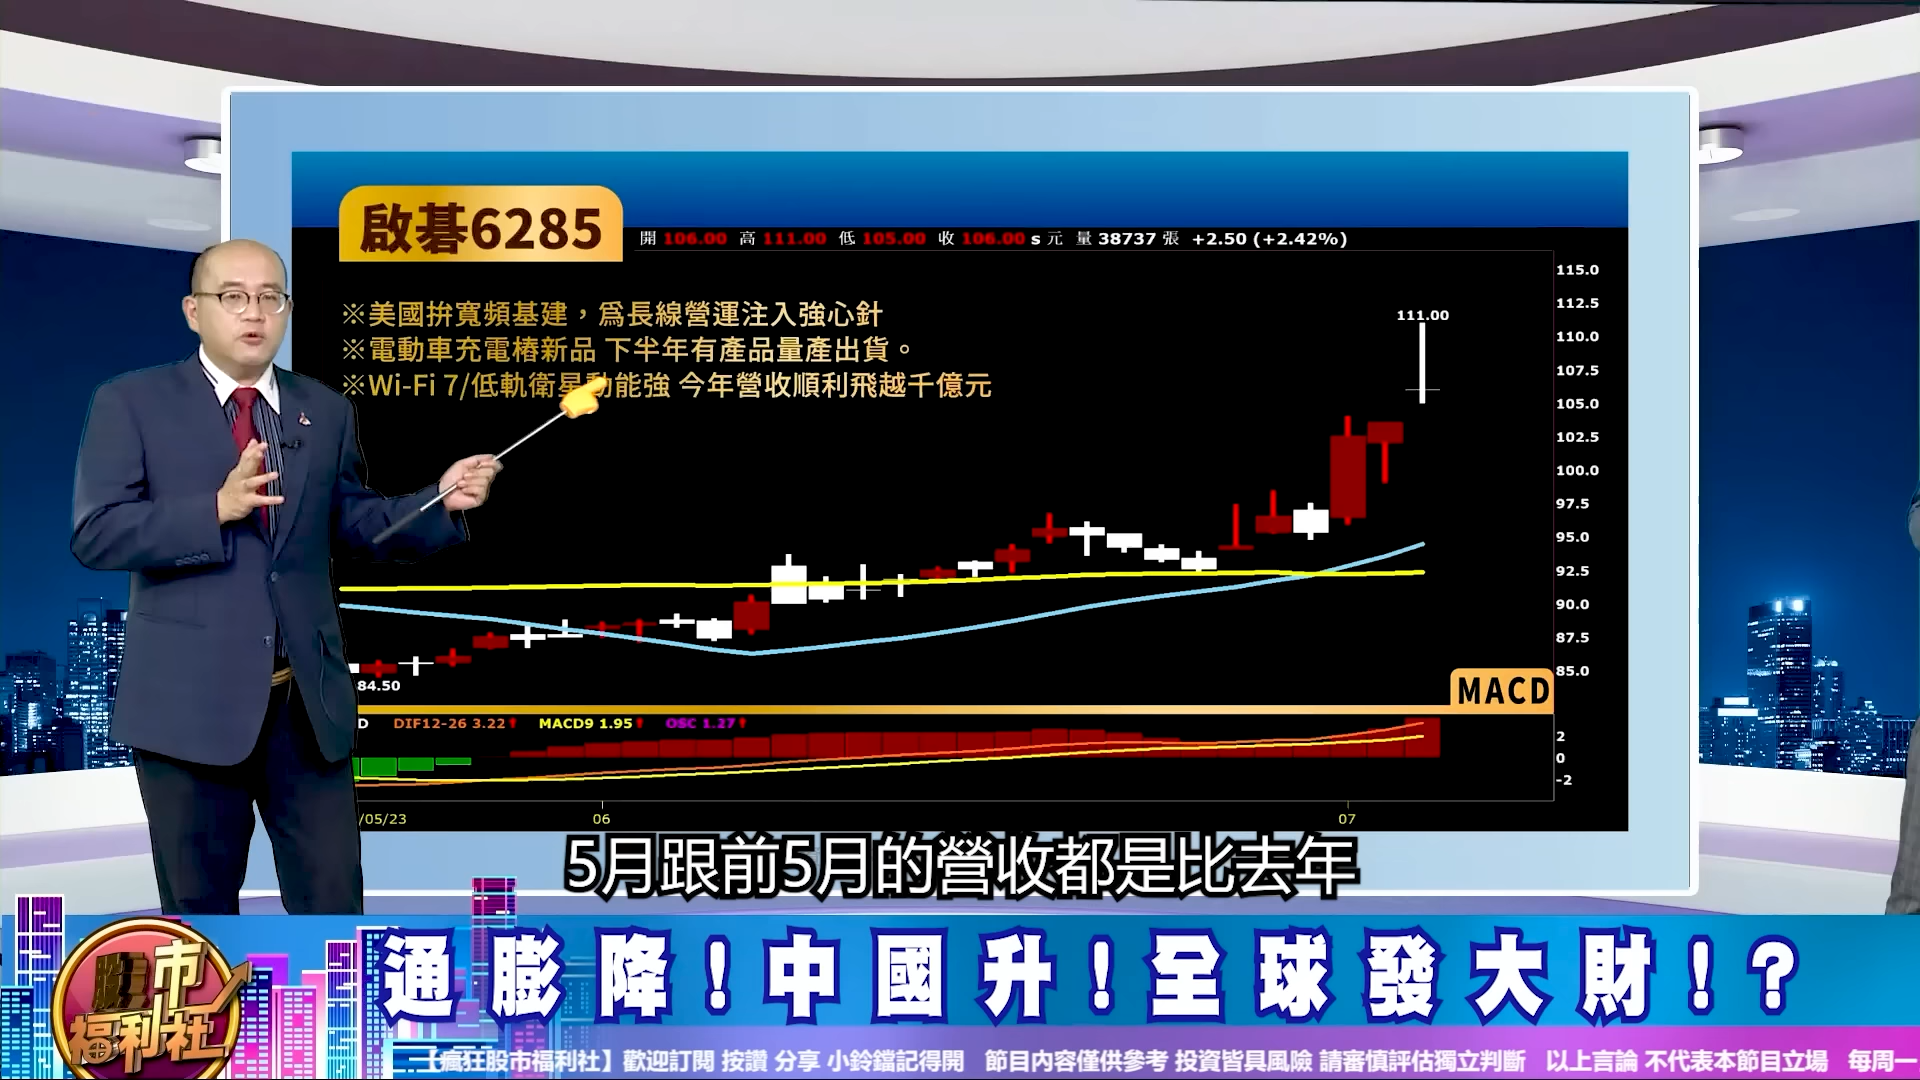 啟碁6285
開 106.00 高 111.00 低 105.00 收 106.00 s 元 量 38737 張 +2.50 (+2.42%)
※美國拚寬頻基建，為長線營運注入強心針
※電動車充電樁新品 下半年有產品量產出貨。
※Wi-Fi 7/低軌衛星動能強 今年營收順利飛越千億元
111.00
115.0
112.5
110.0
107.5
105.0
102.5
100.0
97.5
95.0
92.5
90.0
87.5
85.0
84.50
MACD
D DIF12-26 3.22 MACD9 1.95 OSC 1.27
2
0
-2
/05/23 06 07
5月跟前5月的營收都是比去年
通膨降!中國升!全球發大財!?
股市
福利社
【瘋狂股市福利社】歡迎訂閱 按讚 分享 小鈴鐺記得開 節目內容僅供參考 投資皆具風險 請審慎評估獨立判斷 以上言論 不代表本節目立場 每周一